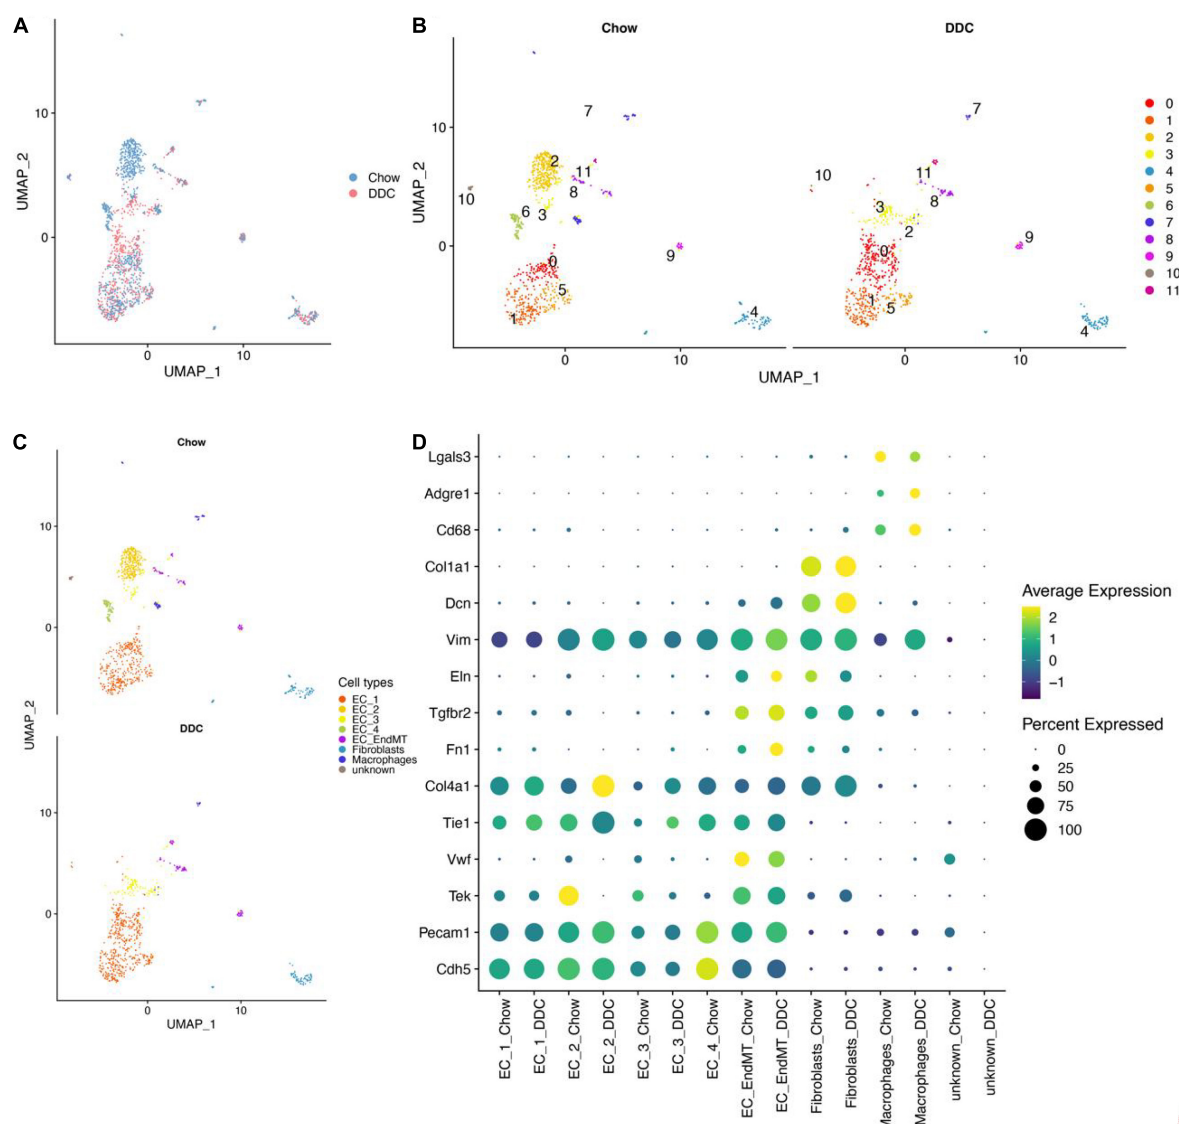 A
UMAP_2
10
0
0
10
UMAP_1
Chow
DDC
B
Chow
DDC
UMAP_2
10
0
7
2
11
8
10
6
3
9
0
5
1
4
7
10
11
8
3
2
9
0
1
5
4
0
10
0
10
UMAP_1
0
1
2
3
4
5
6
7
8
9
10
11
C
Chow
10
0
UMAP_2
DDC
10
0
0
10
UMAP_1
Cell types
EC_1
EC_2
EC_3
EC_4
EC_EndMT
Fibroblasts
Macrophages
unknown
D
Lgals3
Adgre1
Cd68
Col1a1
Dcn
Vim
Eln
Tgfbr2
Fn1
Col4a1
Tie1
Vwf
Tek
Pecam1
Cdh5
EC_1_Chow
EC_1_DDC
EC_2_Chow
EC_2_DDC
EC_3_Chow
EC_3_DDC
EC_4_Chow
EC_EndMT_Chow
EC_EndMT_DDC
Fibroblasts_Chow
Fibroblasts_DDC
Macrophages_Chow
Macrophages_DDC
unknown_Chow
unknown_DDC
Average Expression
2
1
0
−1
Percent Expressed
0
25
50
75
100